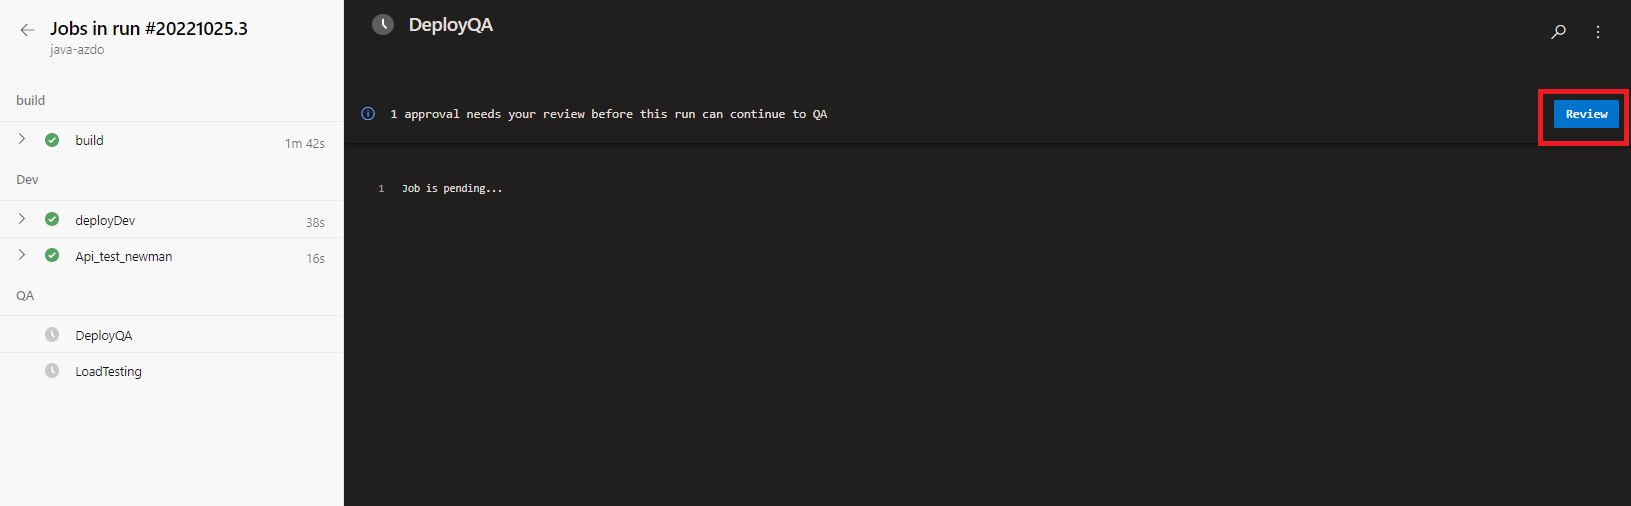 Jobs in run #20221025.3
java-azdo
build
build 1m 42s
Dev
deployDev 38s
Api_test_newman 16s
QA
DeployQA
LoadTesting
DeployQA
1 approval needs your review before this run can continue to QA
Review
1 Job is pending...